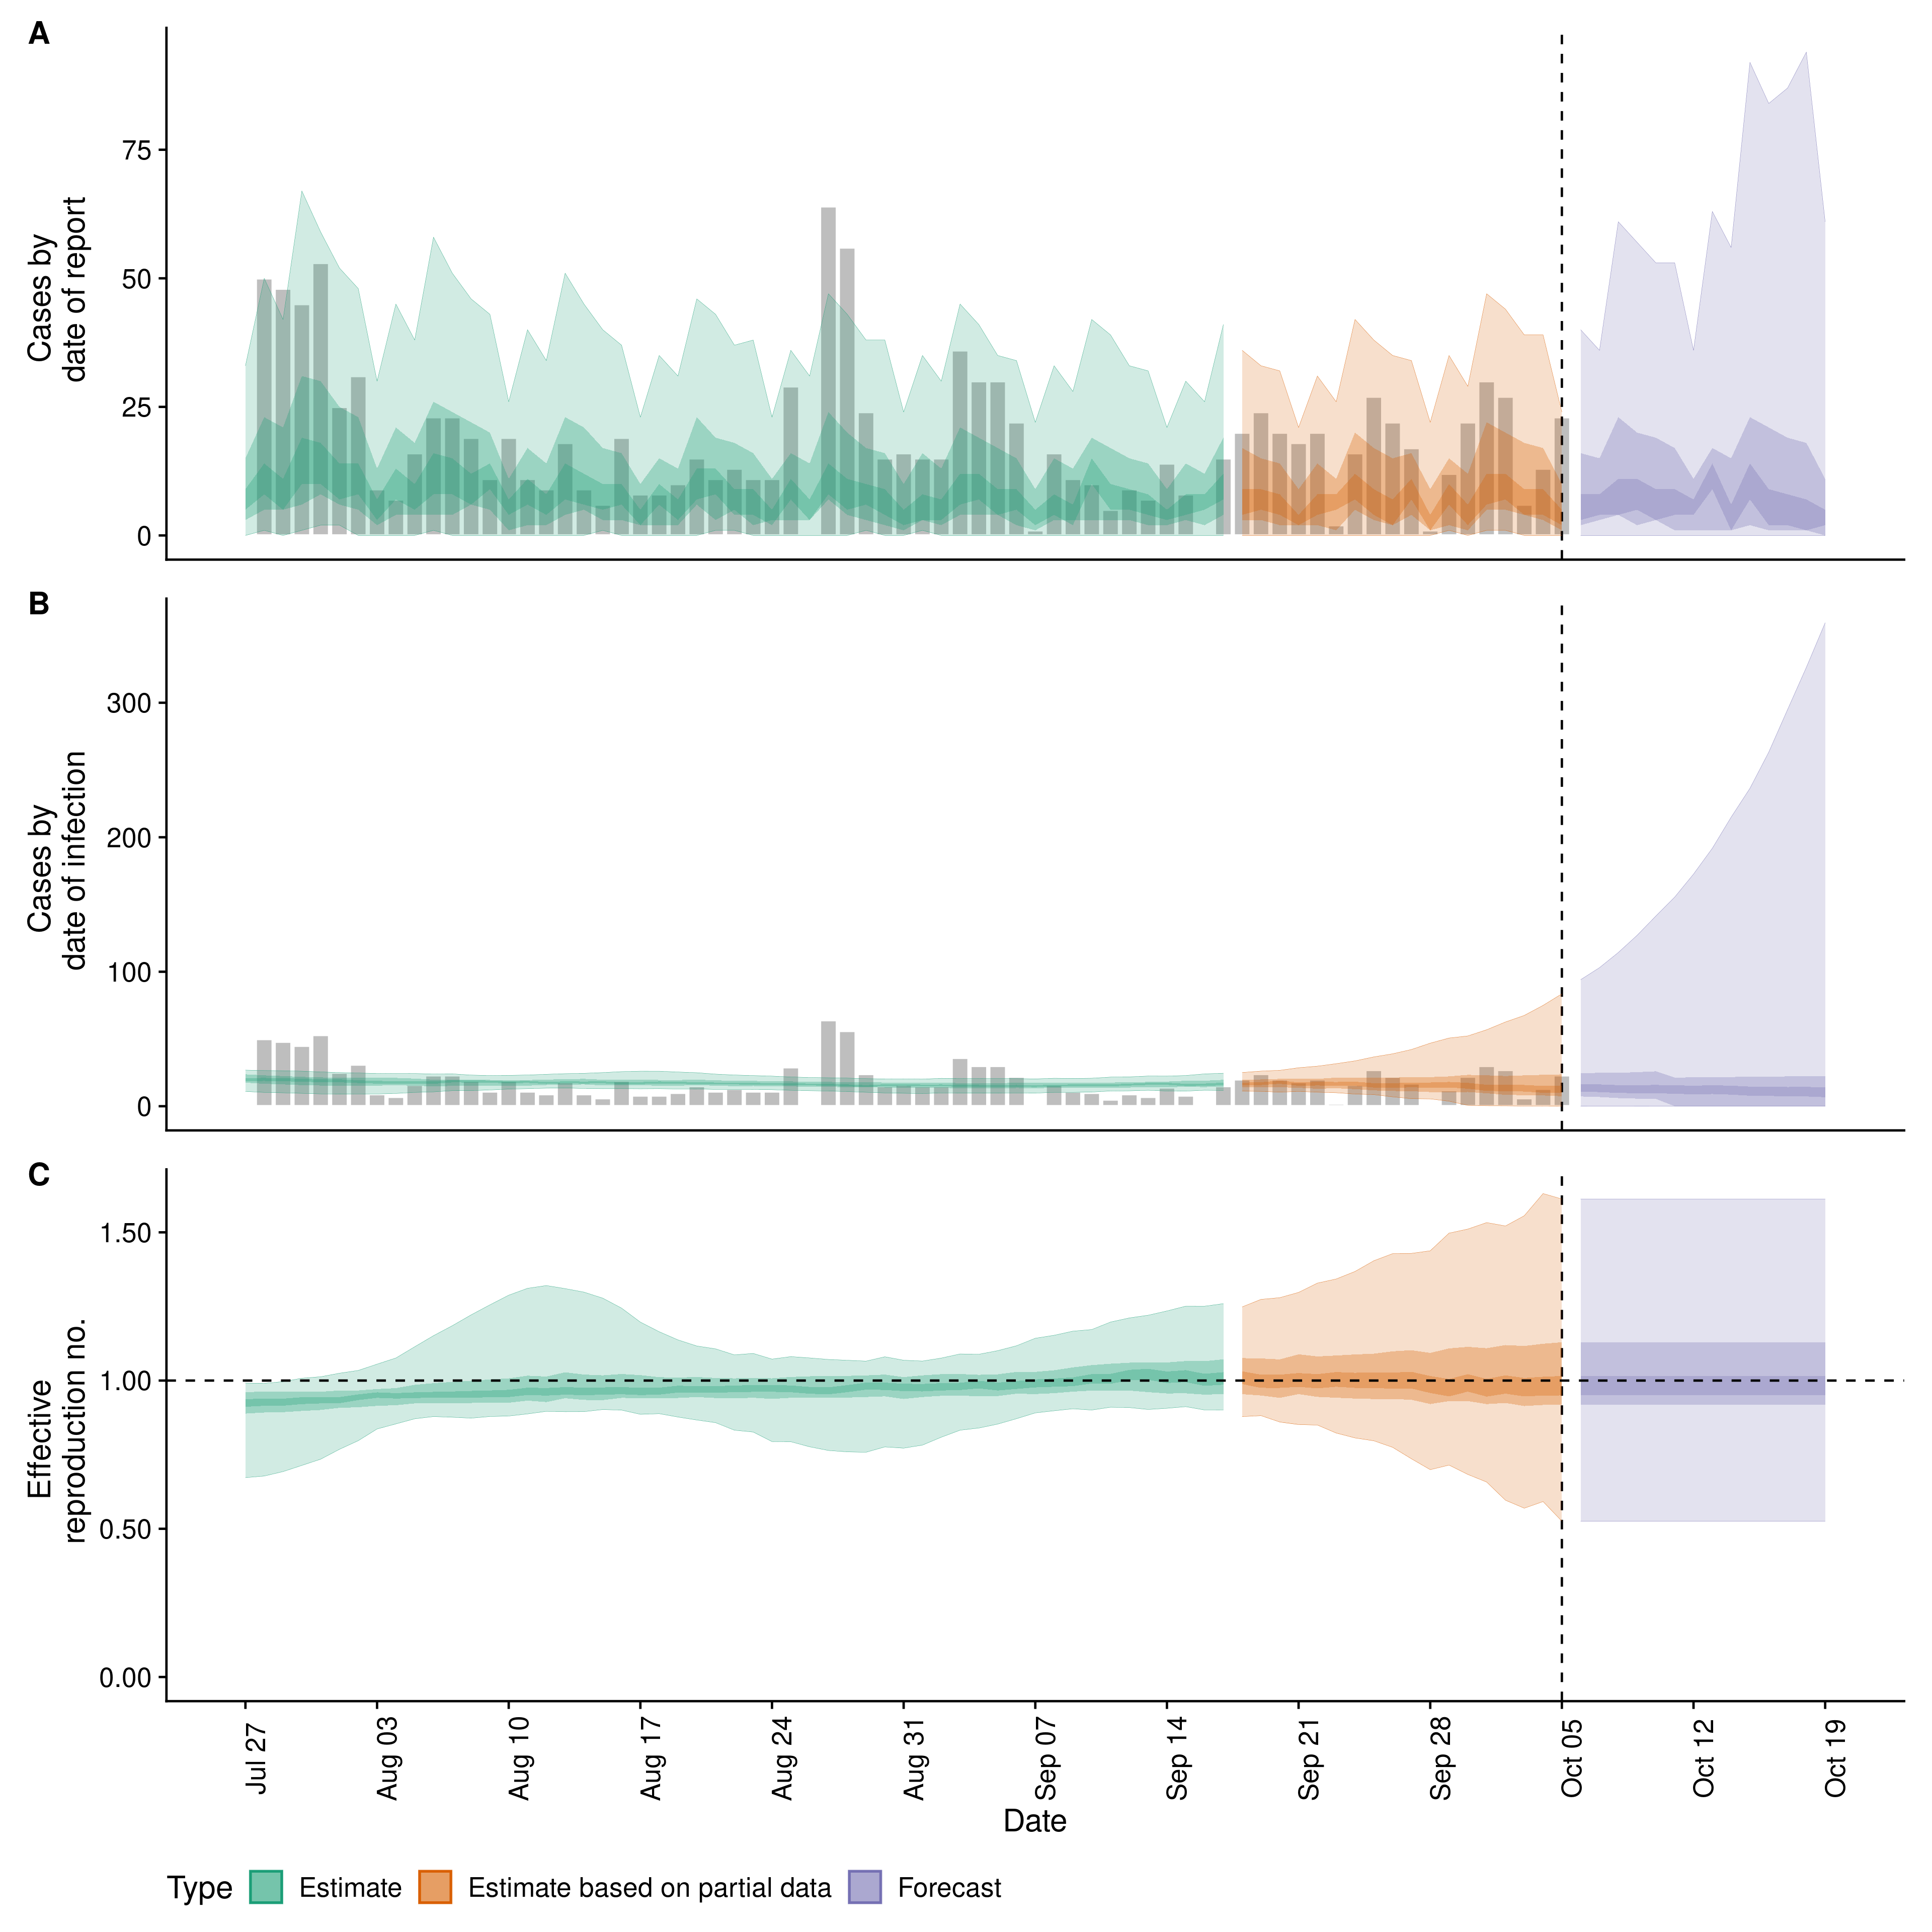 A
Cases by
date of report
75
50
25
0
B
Cases by
date of infection
300
200
100
0
C
Effective
reproduction no.
1.50
1.00
0.50
0.00
Jul 27
Aug 03
Aug 10
Aug 17
Aug 24
Aug 31
Sep 07
Sep 14
Sep 21
Sep 28
Oct 05
Oct 12
Oct 19
Date
Type Estimate Estimate based on partial data Forecast